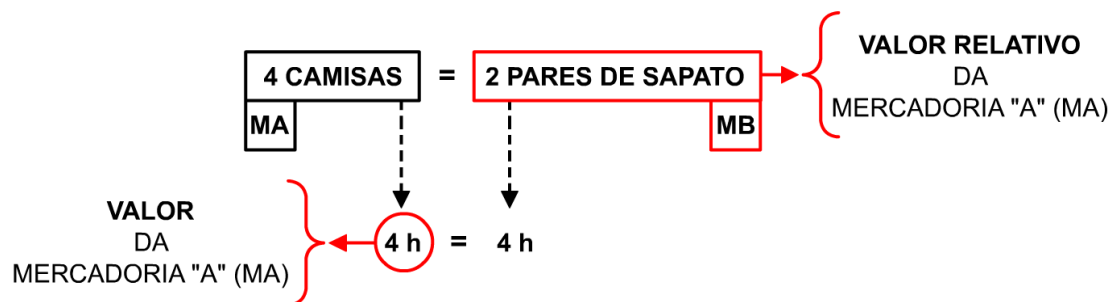 4 CAMISAS = 2 PARES DE SAPATO
MA
MB
VALOR RELATIVO
DA
MERCADORIA "A" (MA)
VALOR
DA
MERCADORIA "A" (MA)
4 h = 4 h